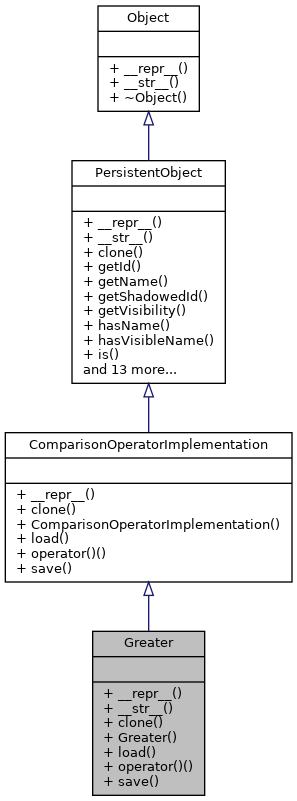 Object
+ __repr__()
+ __str__()
+ ~Object()
PersistentObject
+ __repr__()
+ __str__()
+ clone()
+ getId()
+ getName()
+ getShadowedId()
+ getVisibility()
+ hasName()
+ hasVisibleName()
+ is()
and 13 more...
ComparisonOperatorImplementation
+ __repr__()
+ clone()
+ ComparisonOperatorImplementation()
+ load()
+ operator()()
+ save()
Greater
+ __repr__()
+ __str__()
+ clone()
+ Greater()
+ load()
+ operator()()
+ save()